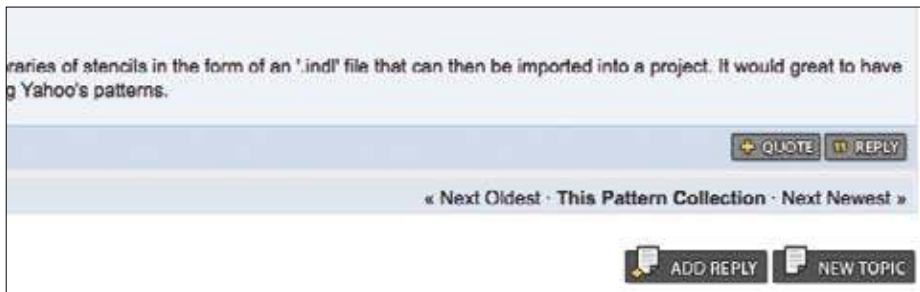 raries of stencils in the form of an '.indl' file that can then be imported into a project. It would great to have
g Yahoo's patterns.
QUOTE REPLY
« Next Oldest · This Pattern Collection · Next Newest »
ADD REPLY NEW TOPIC